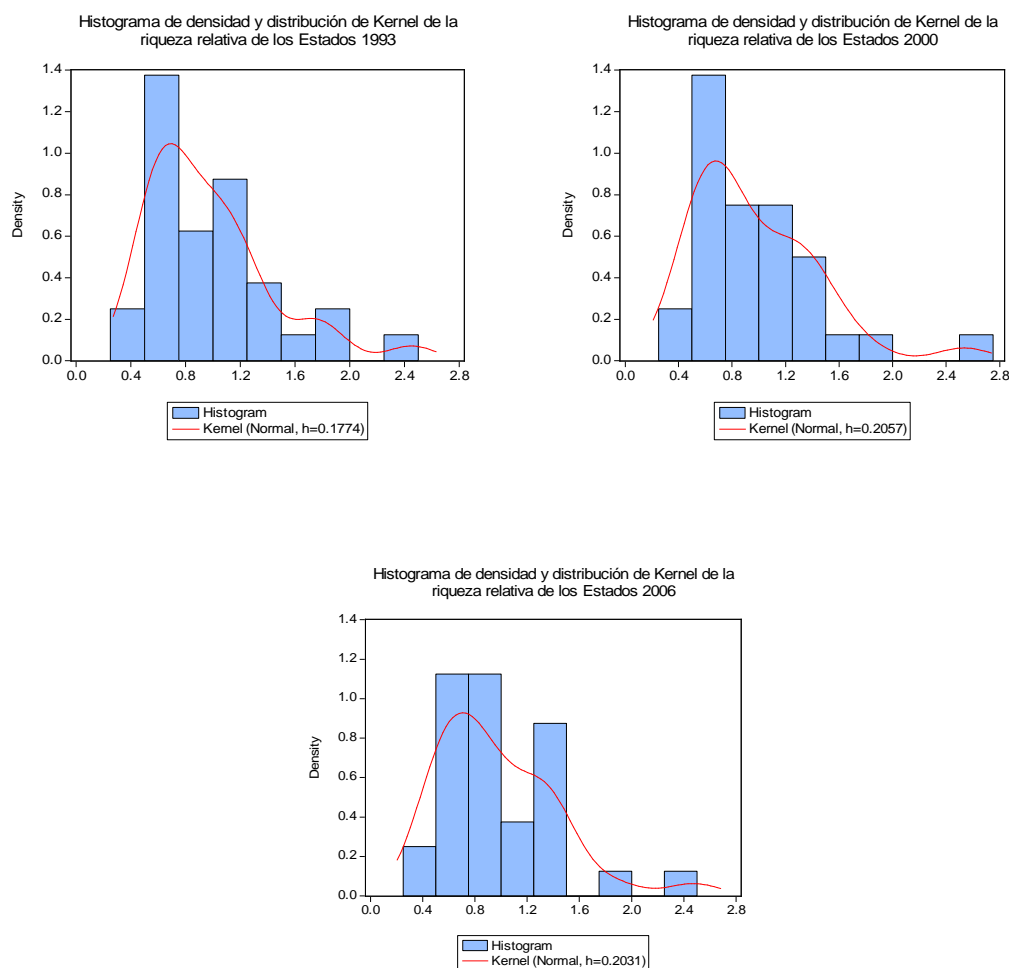 Histograma de densidad y distribución de Kernel de la
riqueza relativa de los Estados 1993
1.4
1.2
1.0
0.8
0.6
0.4
0.2
0.0
Density
0.0 0.4 0.8 1.2 1.6 2.0 2.4 2.8
Histogram
Kernel (Normal, h=0.1774)
Histograma de densidad y distribución de Kernel de la
riqueza relativa de los Estados 2000
1.4
1.2
1.0
0.8
0.6
0.4
0.2
0.0
Density
0.0 0.4 0.8 1.2 1.6 2.0 2.4 2.8
Histogram
Kernel (Normal, h=0.2057)
Histograma de densidad y distribución de Kernel de la
riqueza relativa de los Estados 2006
1.4
1.2
1.0
0.8
0.6
0.4
0.2
0.0
Density
0.0 0.4 0.8 1.2 1.6 2.0 2.4 2.8
Histogram
Kernel (Normal, h=0.2031)